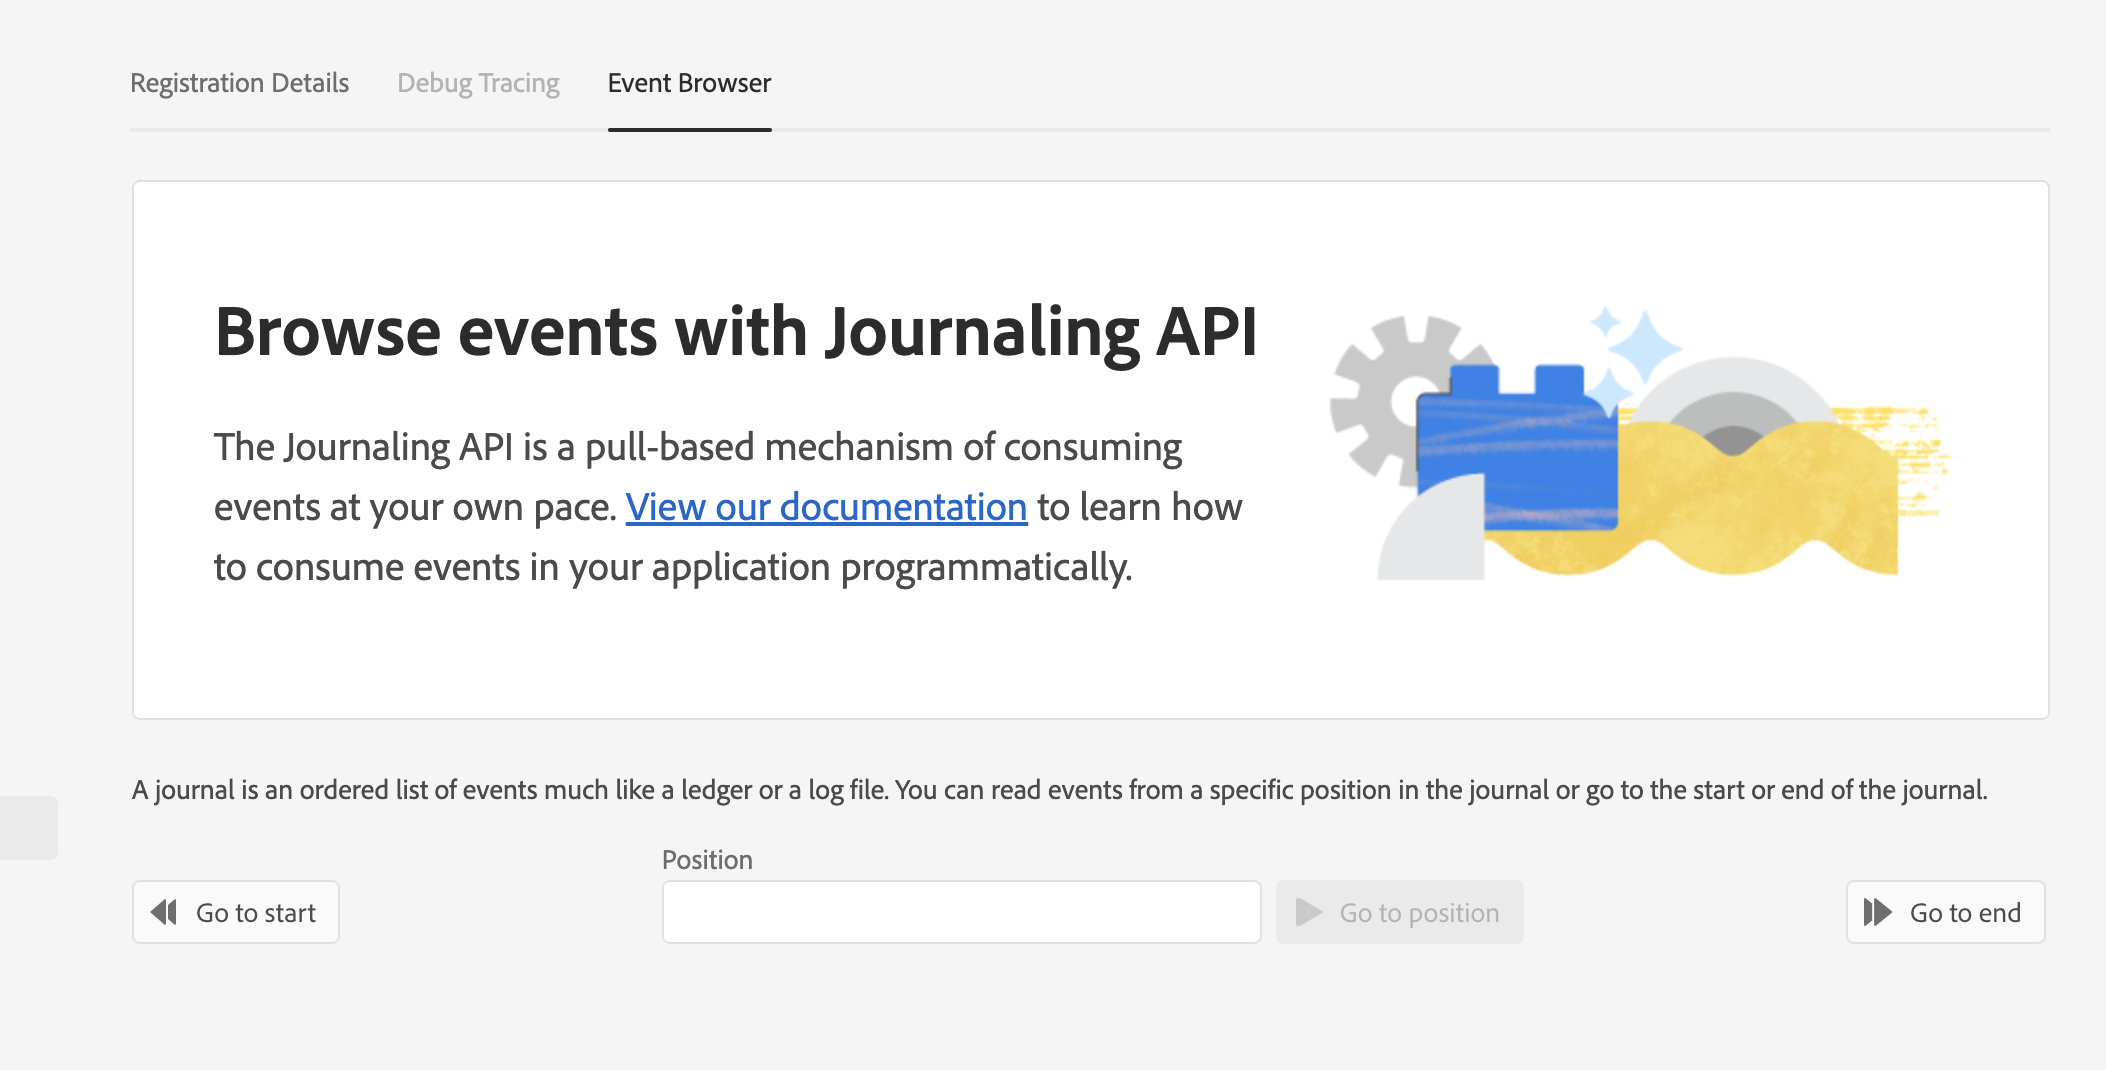 Registration Details
Debug Tracing
Event Browser
Browse events with Journaling API
The Journaling API is a pull-based mechanism of consuming
events at your own pace. View our documentation to learn how
to consume events in your application programmatically.
A journal is an ordered list of events much like a ledger or a log file. You can read events from a specific position in the journal or go to the start or end of the journal.
Position
Go to start
Go to position
Go to end